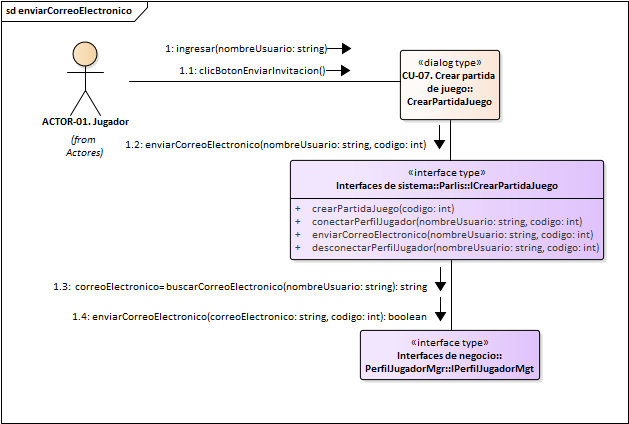 sd enviarCorreoElectronico
1: ingresar(nombreUsuario: string)
1.1: clicBotonEnviarInvitacion()
«dialog type»
CU-07. Crear partida
de juego::
CrearPartidaJuego
ACTOR-01. Jugador
(from
Actores)
1.2: enviarCorreoElectronico(nombreUsuario: string, codigo: int)
«interface type»
Interfaces de sistema::Parlis::ICrearPartidaJuego
+ crearPartidaJuego(codigo: int)
+ conectarPerfilJugador(nombreUsuario: string, codigo: int)
+ enviarCorreoElectronico(nombreUsuario: string, codigo: int)
+ desconectarPerfilJugador(nombreUsuario: string, codigo: int)
1.3: correoElectronico= buscarCorreoElectronico(nombreUsuario: string): string
1.4: enviarCorreoElectronico(correoElectronico: string, codigo: int): boolean
«interface type»
Interfaces de negocio::
PerfilJugadorMgr::IPerfilJugadorMgt